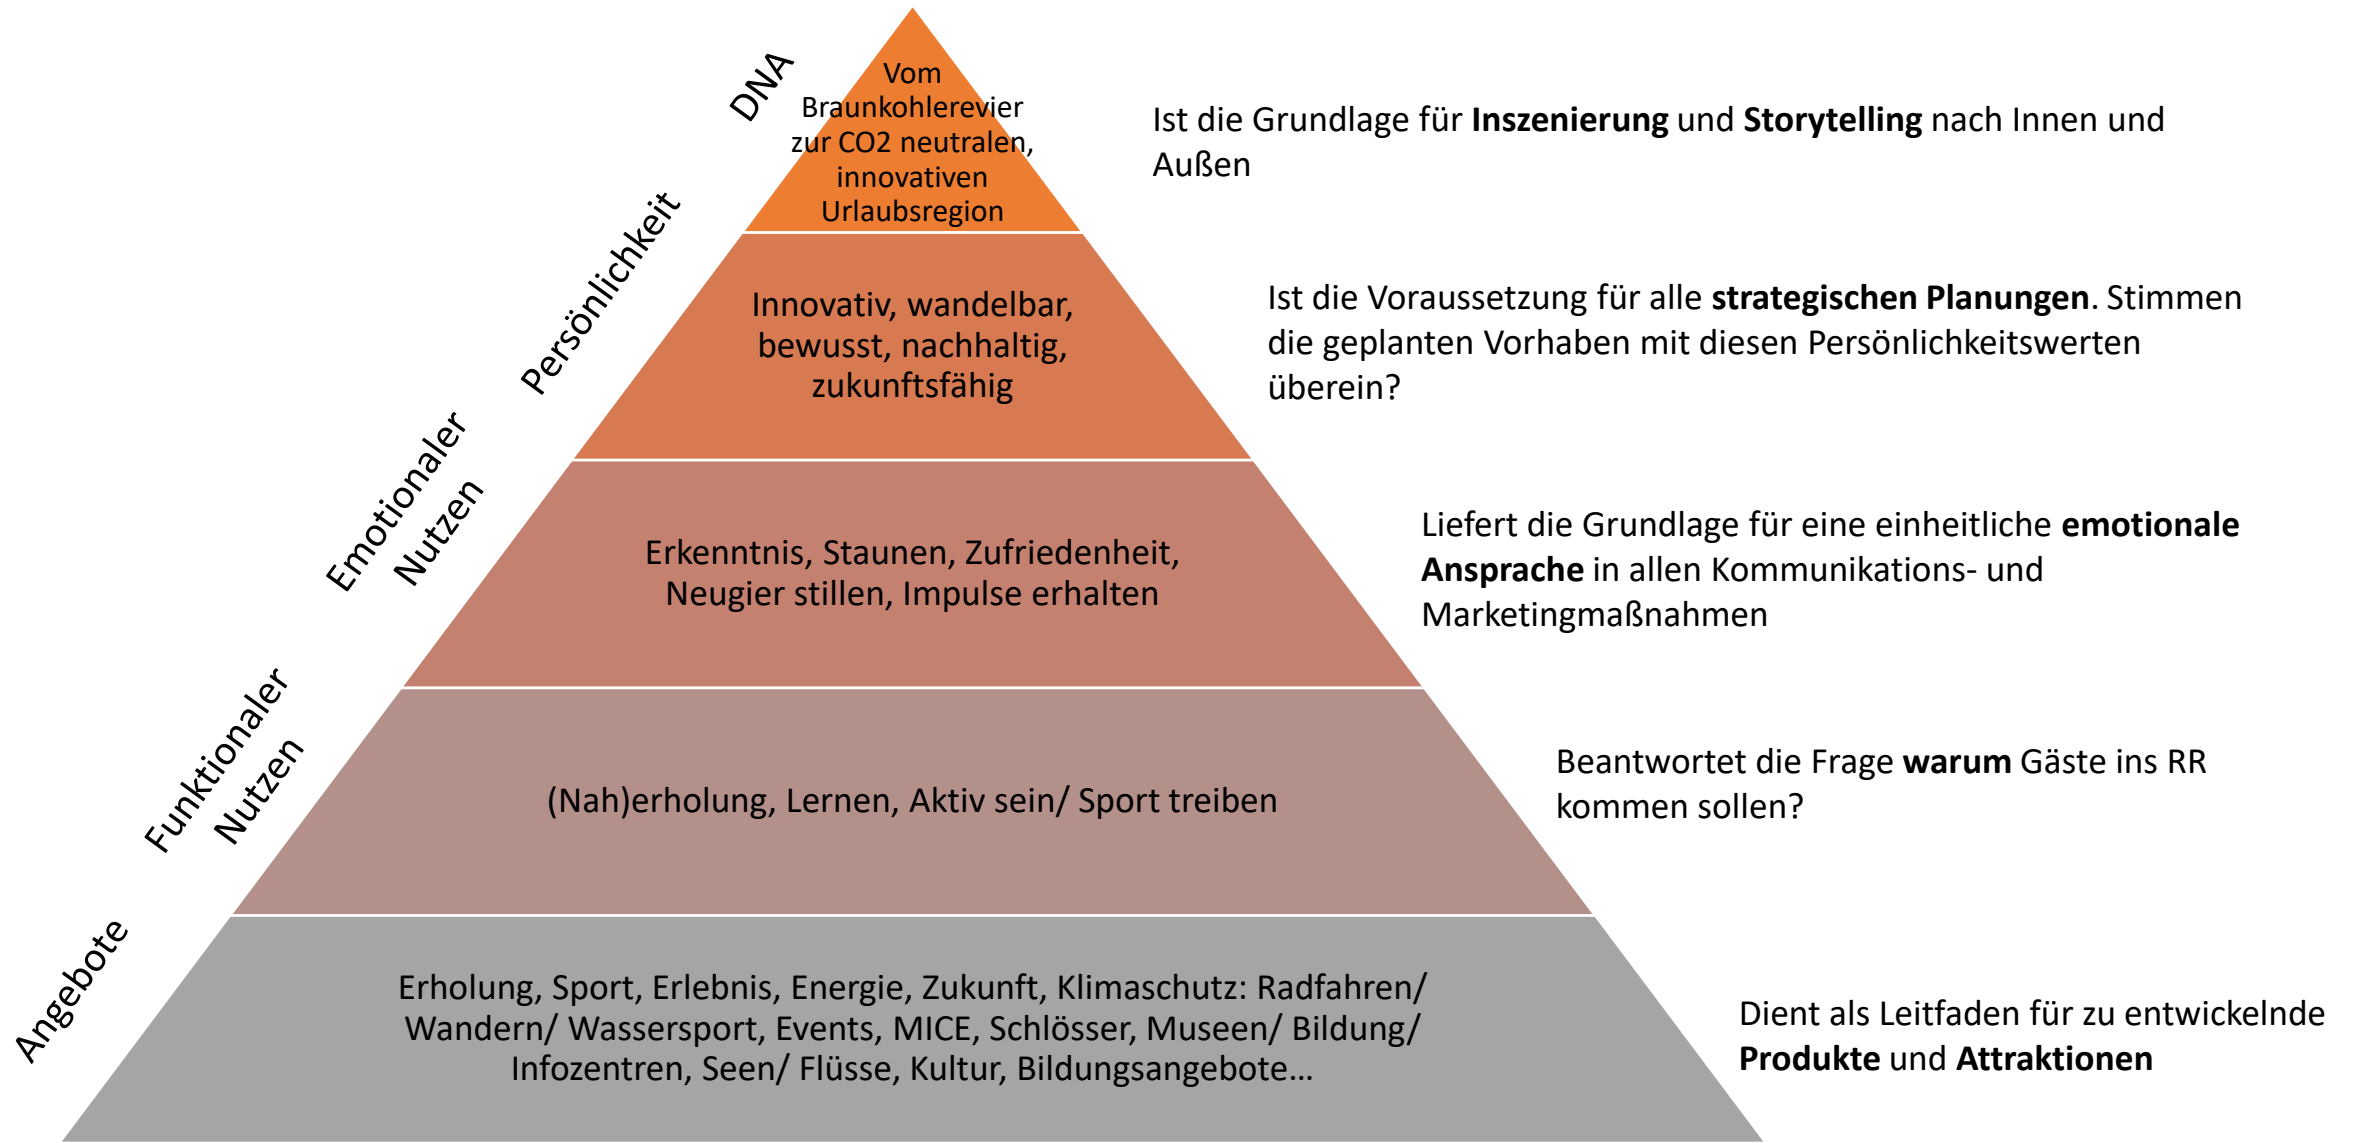 DNA
Vom
Braunkohlerevier
zur CO2 neutralen,
innovativen
Urlaubsregion
Ist die Grundlage für Inszenierung und Storytelling nach Innen und
Außen
Persönlichkeit
Innovativ, wandelbar,
bewusst, nachhaltig,
zukunftsfähig
Ist die Voraussetzung für alle strategischen Planungen. Stimmen
die geplanten Vorhaben mit diesen Persönlichkeitswerten
überein?
Emotionaler
Nutzen
Erkenntnis, Staunen, Zufriedenheit,
Neugier stillen, Impulse erhalten
Liefert die Grundlage für eine einheitliche emotionale
Ansprache in allen Kommunikations- und
Marketingmaßnahmen
Funktionaler
Nutzen
(Nah)erholung, Lernen, Aktiv sein/ Sport treiben
Beantwortet die Frage warum Gäste ins RR
kommen sollen?
Angebote
Erholung, Sport, Erlebnis, Energie, Zukunft, Klimaschutz: Radfahren/
Wandern/ Wassersport, Events, MICE, Schlösser, Museen/ Bildung/
Infozentren, Seen/ Flüsse, Kultur, Bildungsangebote…
Dient als Leitfaden für zu entwickelnde
Produkte und Attraktionen